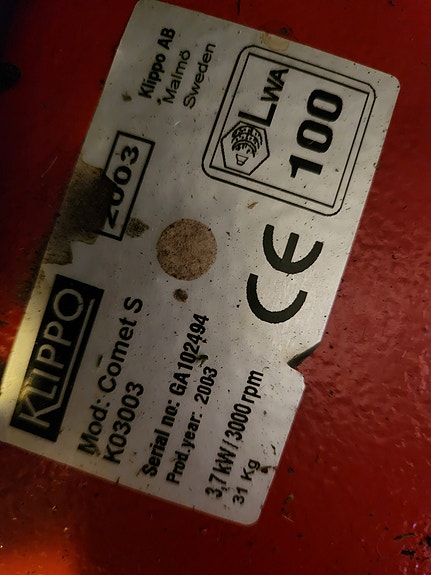 KLIPPO
2003
Klippo AB
Malmö
Sweden
Mod: Comet S
K03003
LWA
100
Serial no: GA102494
Prod.year: 2003
CE
3,7 kW / 3000 rpm
31 Kg